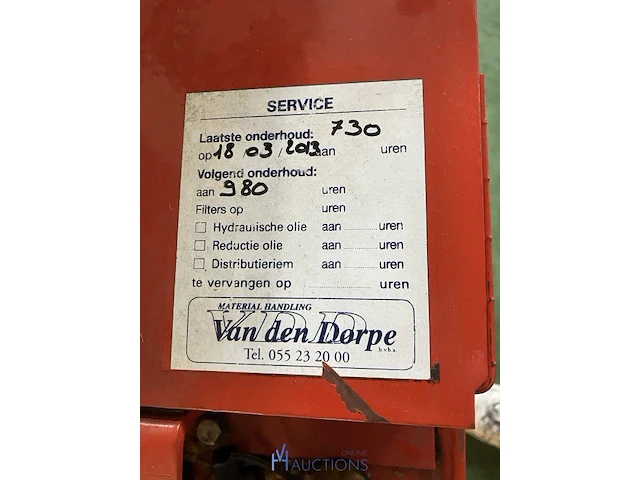 SERVICE
Laatste onderhoud: 730
op 18 03 / 2013 aan uren
Volgend onderhoud:
aan 980 uren
Filters op uren
Hydraulische olie aan uren
Reductie olie aan uren
Distributieriem aan uren
te vervangen op uren
MATERIAL HANDLING
VDD
Van den Dorpe
b.v.b.a.
Tel. 055 23 20 00
ONLINE
AUCTIONS